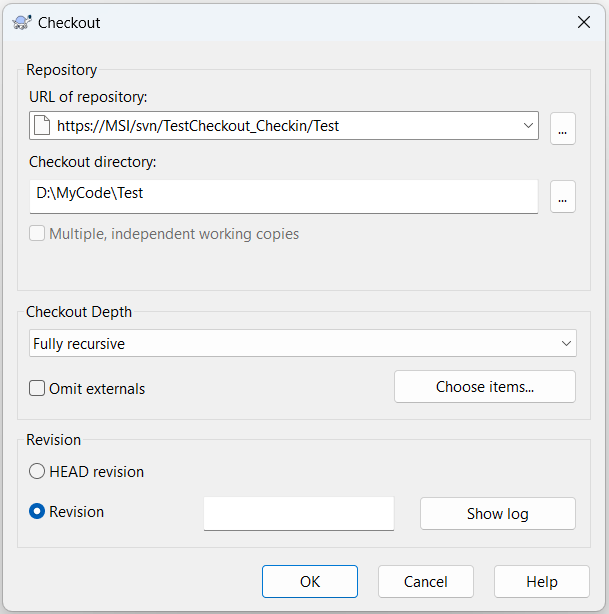 Checkout
Repository
URL of repository:
https://MSI/svn/TestCheckout_Checkin/Test
...
Checkout directory:
D:\MyCode\Test
...
Multiple, independent working copies
Checkout Depth
Fully recursive
Omit externals
Choose items...
Revision
HEAD revision
Revision
Show log
OK
Cancel
Help